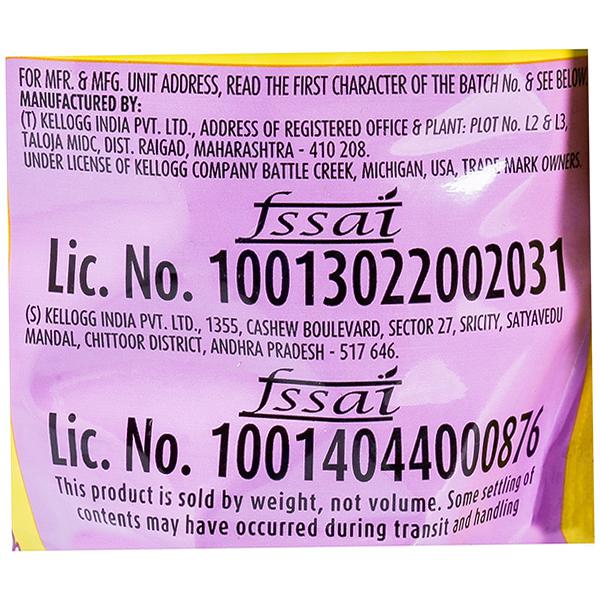 FOR MFR. & MFG. UNIT ADDRESS, READ THE FIRST CHARACTER OF THE BATCH No. & SEE BELOW.
MANUFACTURED BY:
(T) KELLOGG INDIA PVT. LTD., ADDRESS OF REGISTERED OFFICE & PLANT: PLOT No. L2 & L3,
TALOJA MIDC, DIST. RAIGAD, MAHARASHTRA - 410 208.
UNDER LICENSE OF KELLOGG COMPANY BATTLE CREEK, MICHIGAN, USA, TRADE MARK OWNERS.
fssai
Lic. No. 10013022002031
(S) KELLOGG INDIA PVT. LTD., 1355, CASHEW BOULEVARD, SECTOR 27, SRICITY, SATYAVEDU
MANDAL, CHITTOOR DISTRICT, ANDHRA PRADESH - 517 646.
fssai
Lic. No. 10014044000876
This product is sold by weight, not volume. Some settling of
contents may have occurred during transit and handling